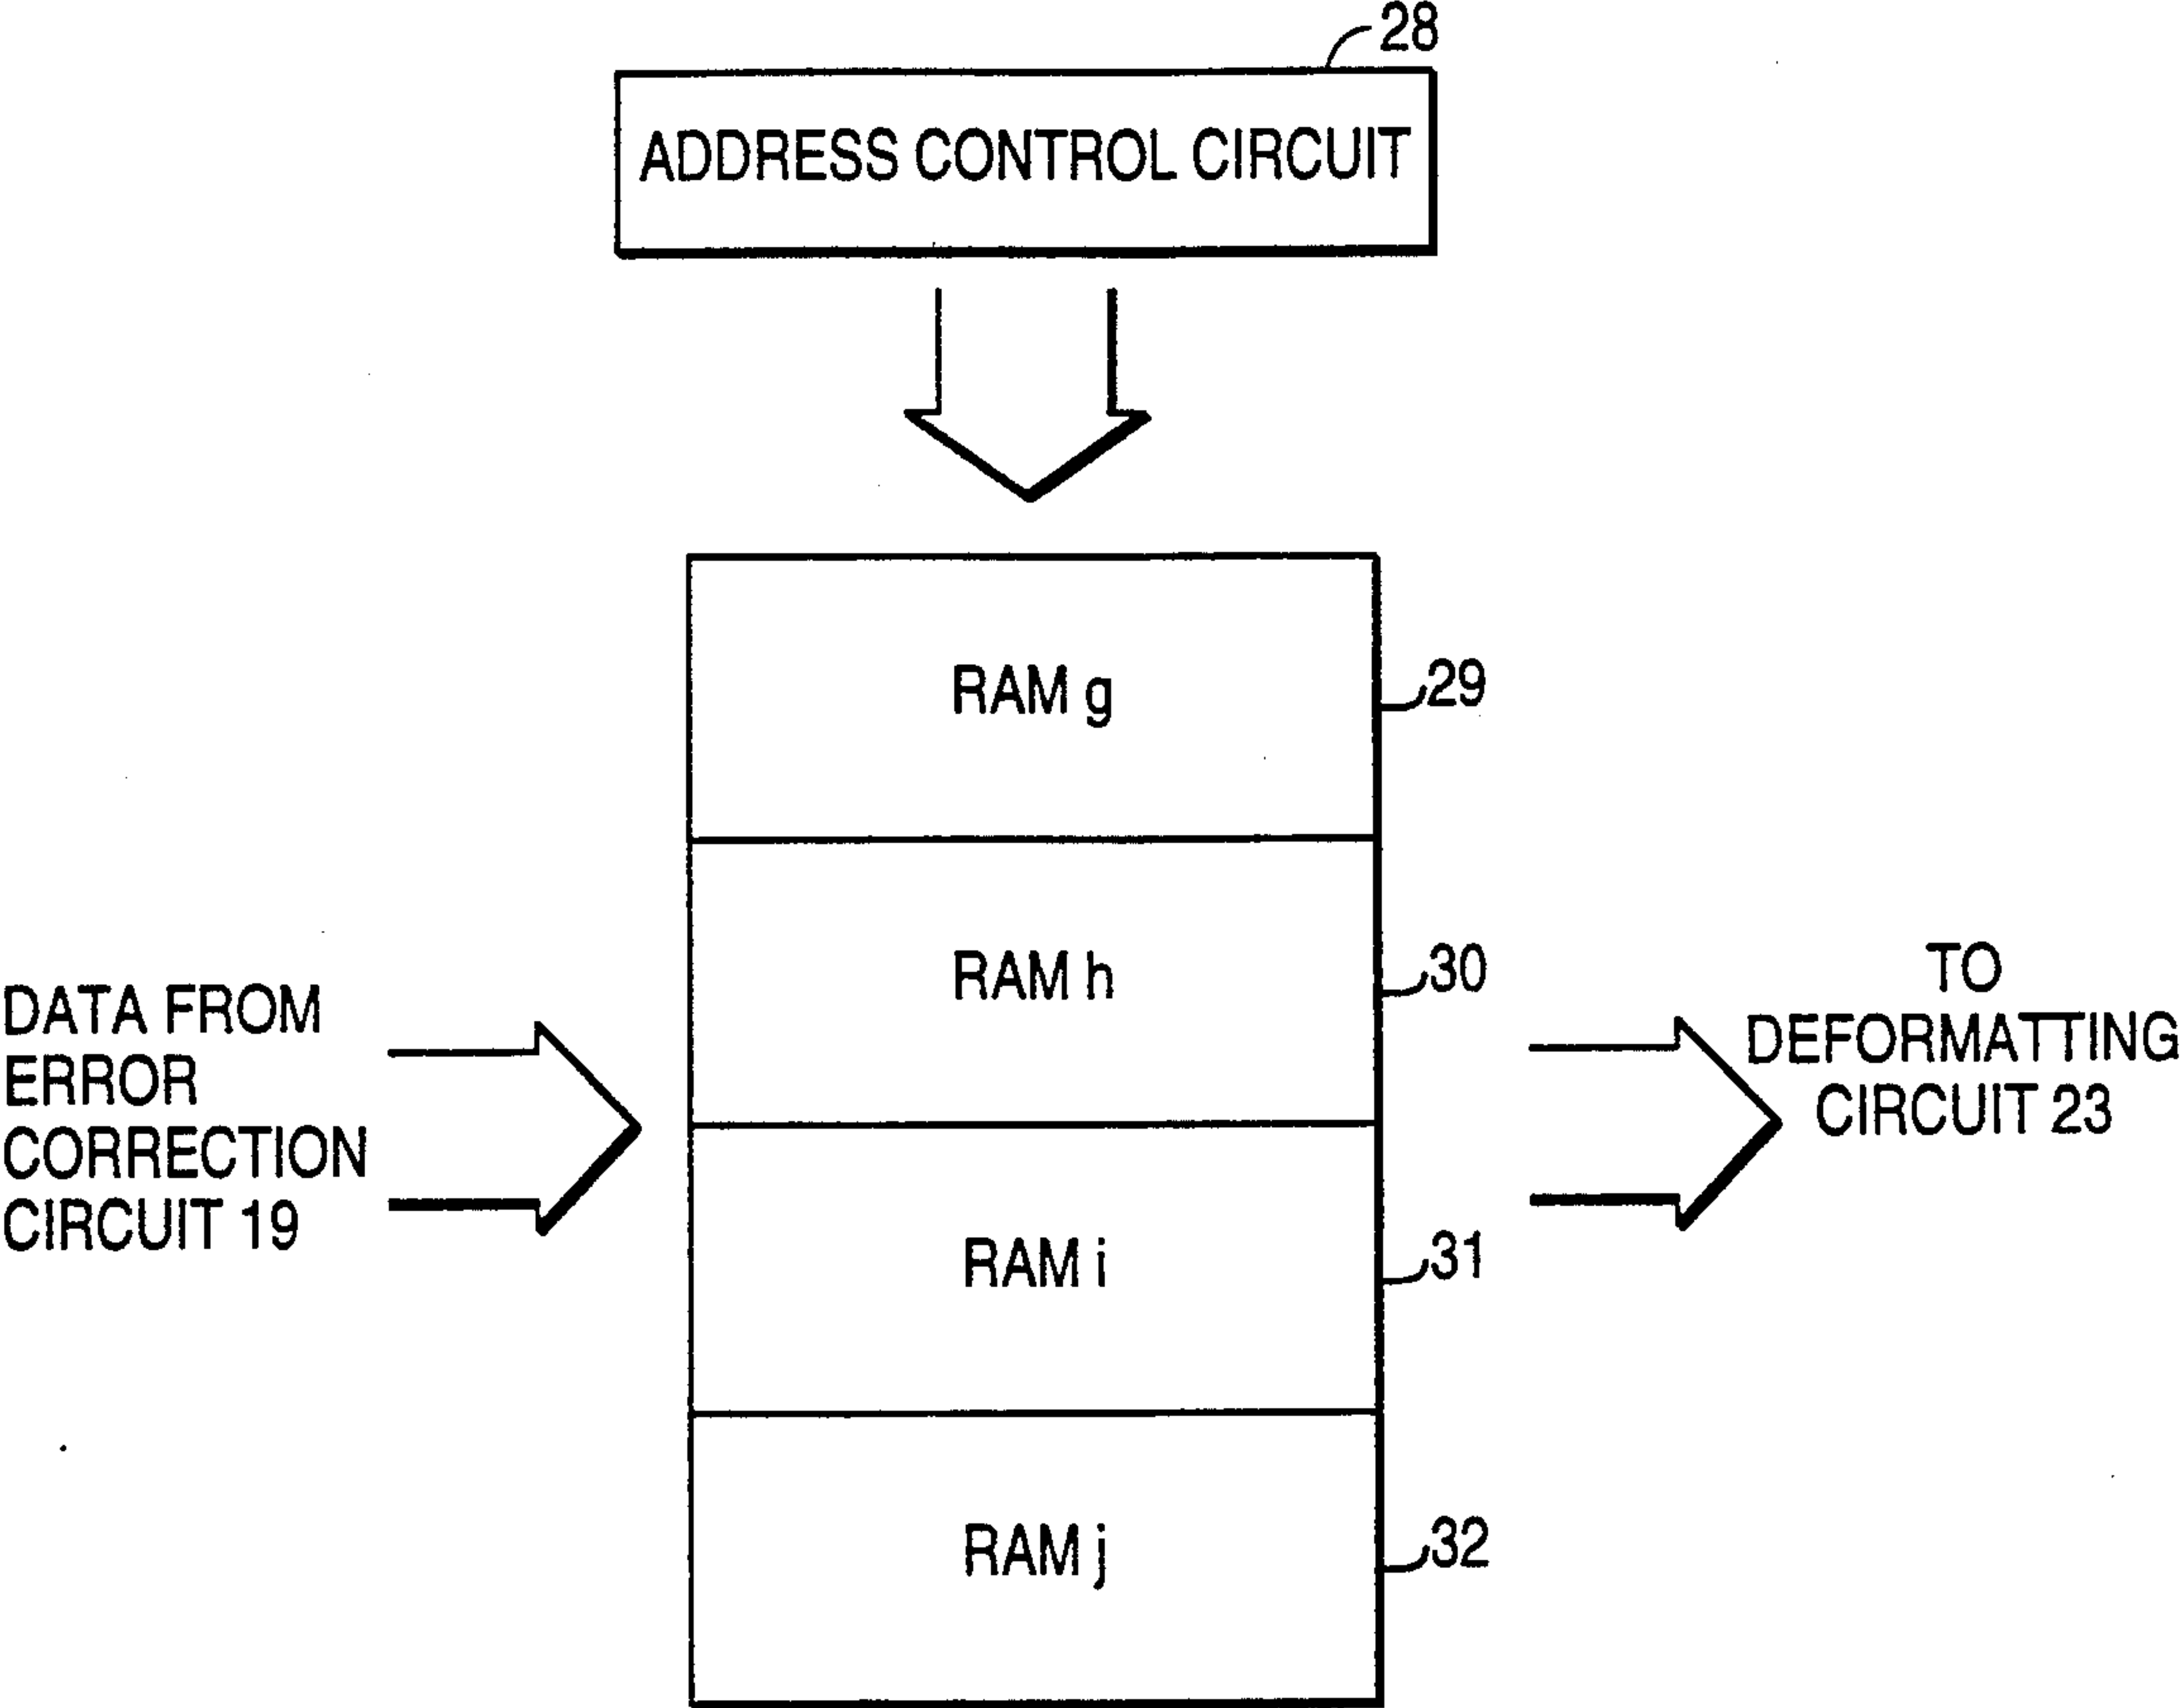 28
ADDRESS CONTROL CIRCUIT
RAM g
29
RAM h
30
DATA FROM
ERROR
CORRECTION
CIRCUIT 19
TO
DEFORMATTING
CIRCUIT 23
RAM i
31
RAM j
32